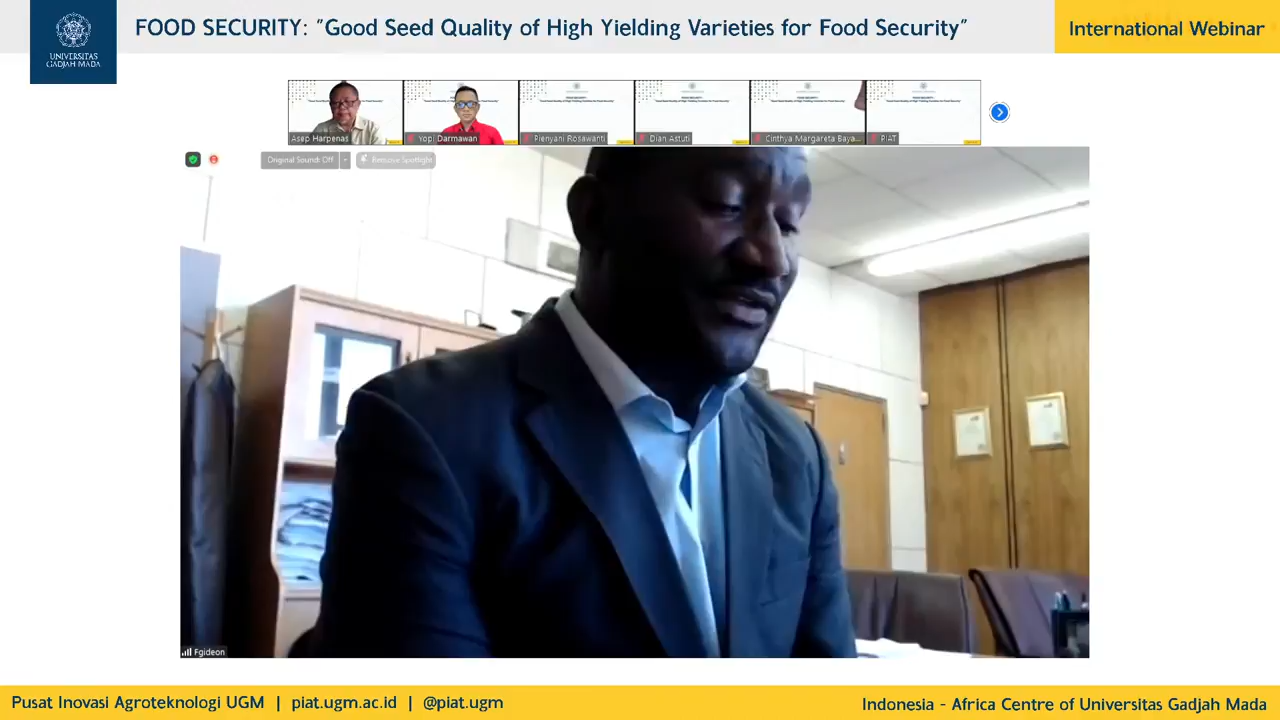 FOOD SECURITY: "Good Seed Quality of High Yielding Varieties for Food Security"
International Webinar
UNIVERSITAS
GADJAH MADA
Asep Harpenas
Yopi Darmawan
Pienyani Rosawanti
Dian Astuti
Cinthya Margareta Baya...
PIAT
Original Sound: Off
Remove Spotlight
Fgideon
Pusat Inovasi Agroteknologi UGM | piat.ugm.ac.id | @piat.ugm
Indonesia - Africa Centre of Universitas Gadjah Mada